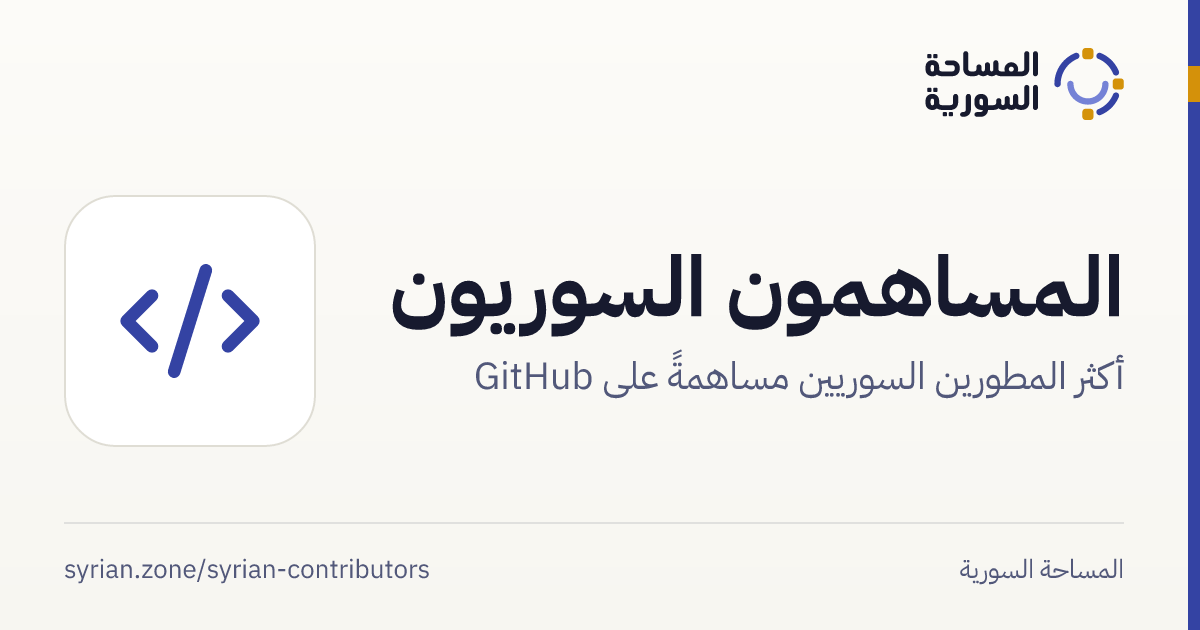 المساحة
السورية
المساهمون السوريون
أكثر المطورين السوريين مساهمةً على GitHub
المساحة السورية
syrian.zone/syrian-contributors